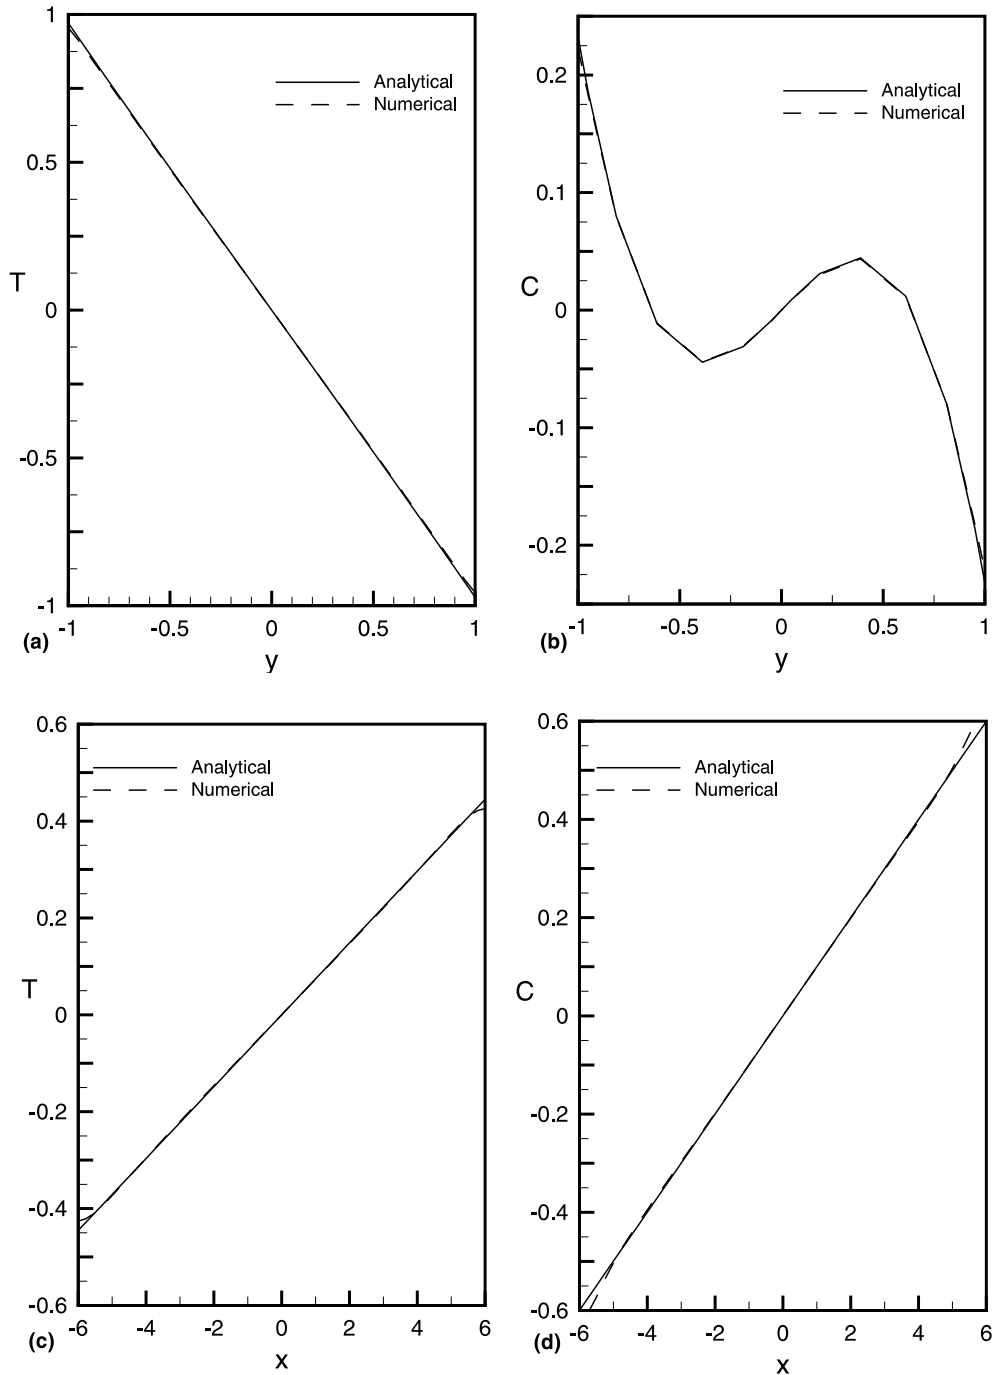 1
Analytical
Numerical
0.5
T
0
-0.5
-1
-1 -0.5 0 0.5 1
(a)
y
0.2
Analytical
Numerical
0.1
C
0
-0.1
-0.2
-1 -0.5 0 0.5 1
(b)
y
0.6
Analytical
Numerical
0.4
0.2
T
0
-0.2
-0.4
-0.6
-6 -4 -2 0 2 4 6
(c)
x
0.6
Analytical
Numerical
0.4
0.2
C
0
-0.2
-0.4
-0.6
-6 -4 -2 0 2 4 6
(d)
x